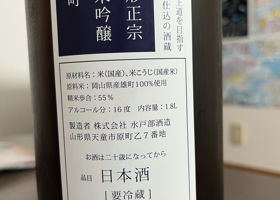 王道を目指す
仕込の酒蔵
形正宗
米吟醸
町
原材料名:米(国産)、米こうじ(国産米)
原料米:岡山県産雄町100%使用
精米歩合:55%
アルコール分:16度 内容量:1.8L
製造者 株式会社 水戸部酒造
山形県天童市原町乙7番地
お酒は二十歳になってから
品目 日本酒
[要冷蔵]